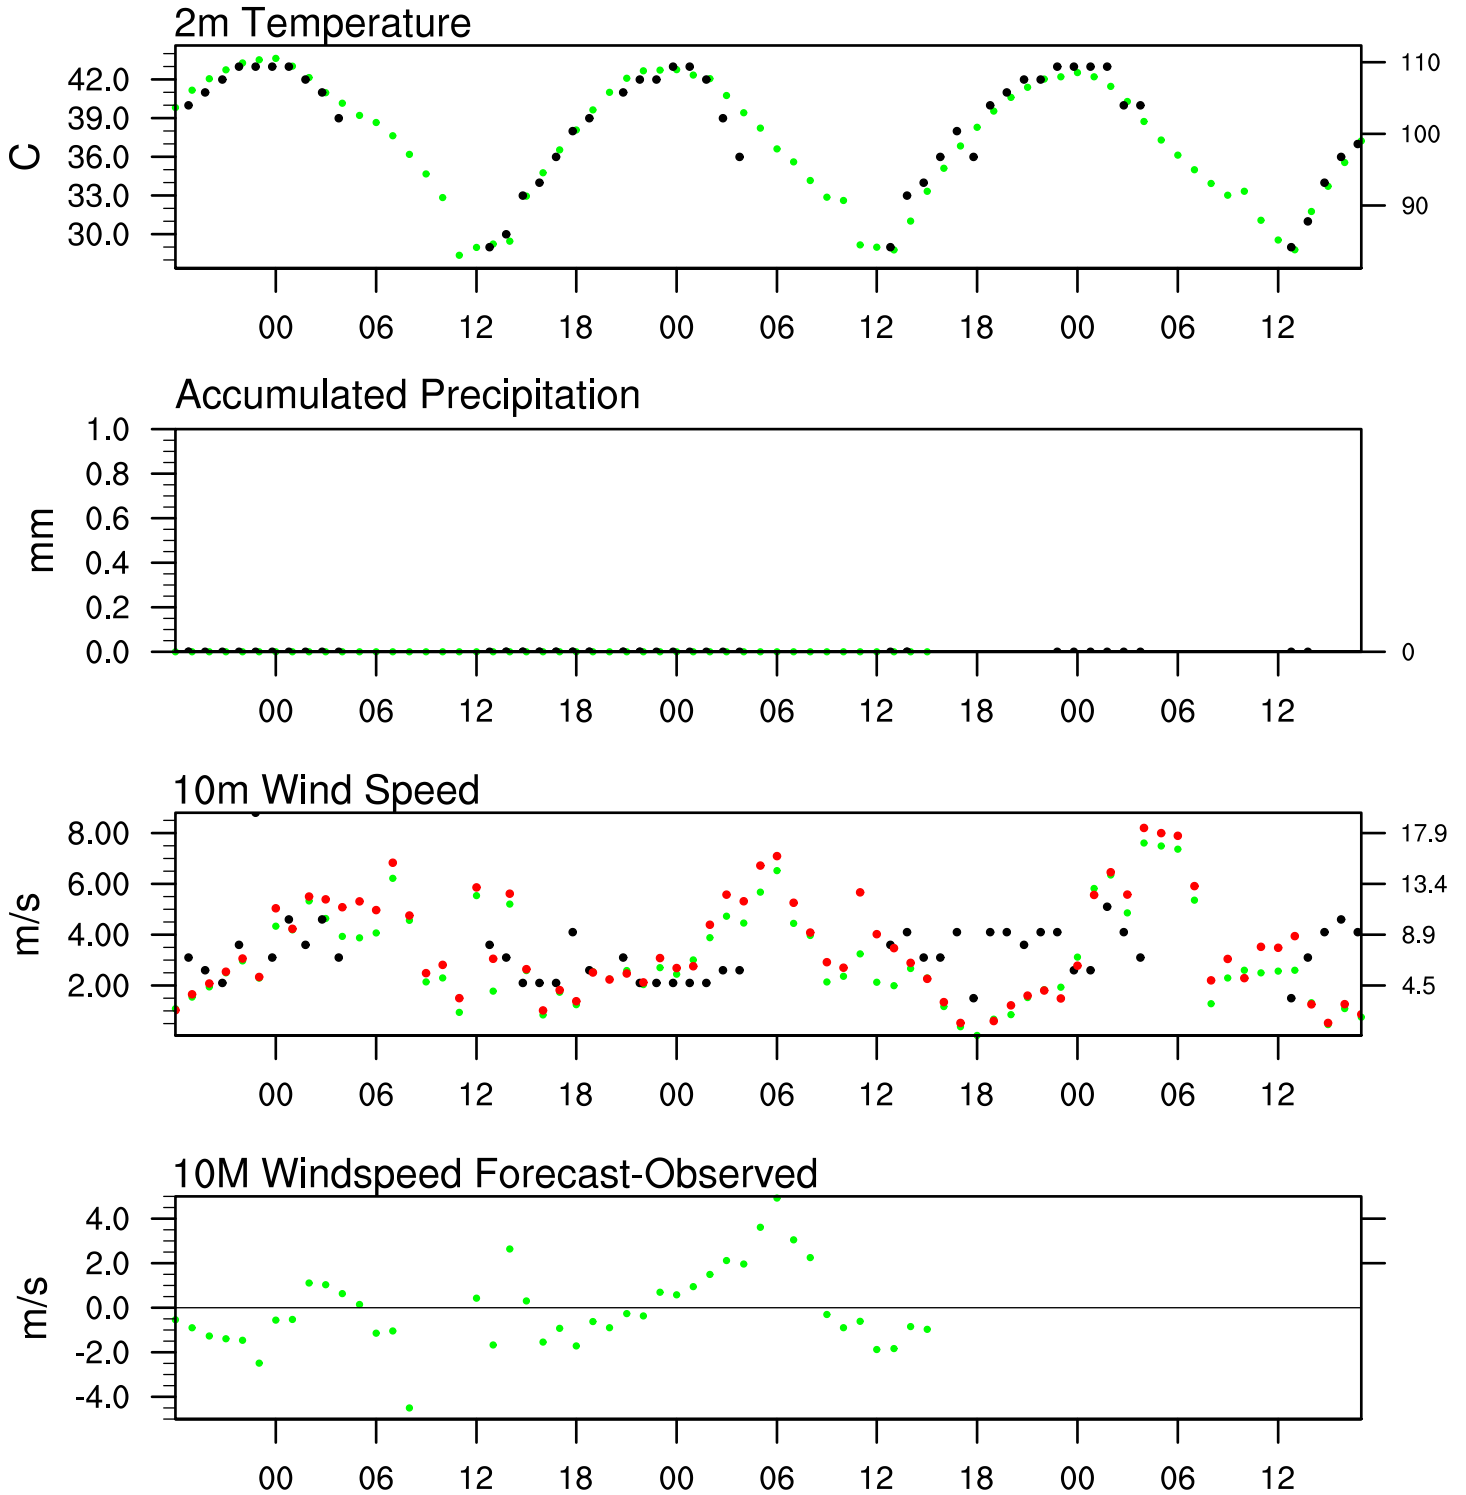 2m Temperature
C
42.0
39.0
36.0
33.0
30.0
110
100
90
00 06 12 18 00 06 12 18 00 06 12
Accumulated Precipitation
mm
1.0
0.8
0.6
0.4
0.2
0.0
0
00 06 12 18 00 06 12 18 00 06 12
10m Wind Speed
m/s
8.00
6.00
4.00
2.00
17.9
13.4
8.9
4.5
00 06 12 18 00 06 12 18 00 06 12
10M Windspeed Forecast-Observed
m/s
4.0
2.0
0.0
-2.0
-4.0
00 06 12 18 00 06 12 18 00 06 12